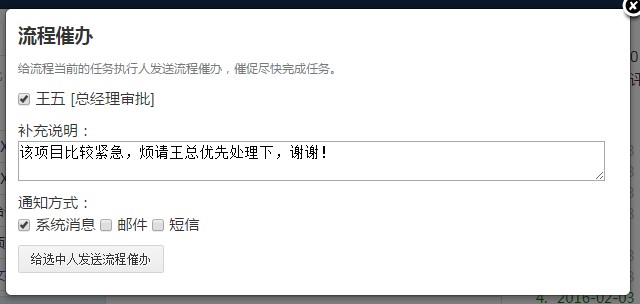 流程催办
给流程当前的任务执行人发送流程催办，催促尽快完成任务。
王五 [总经理审批]
补充说明：
该项目比较紧急，烦请王总优先处理下，谢谢！
通知方式：
系统消息 邮件 短信
给选中人发送流程催办
4. 2016-02-03